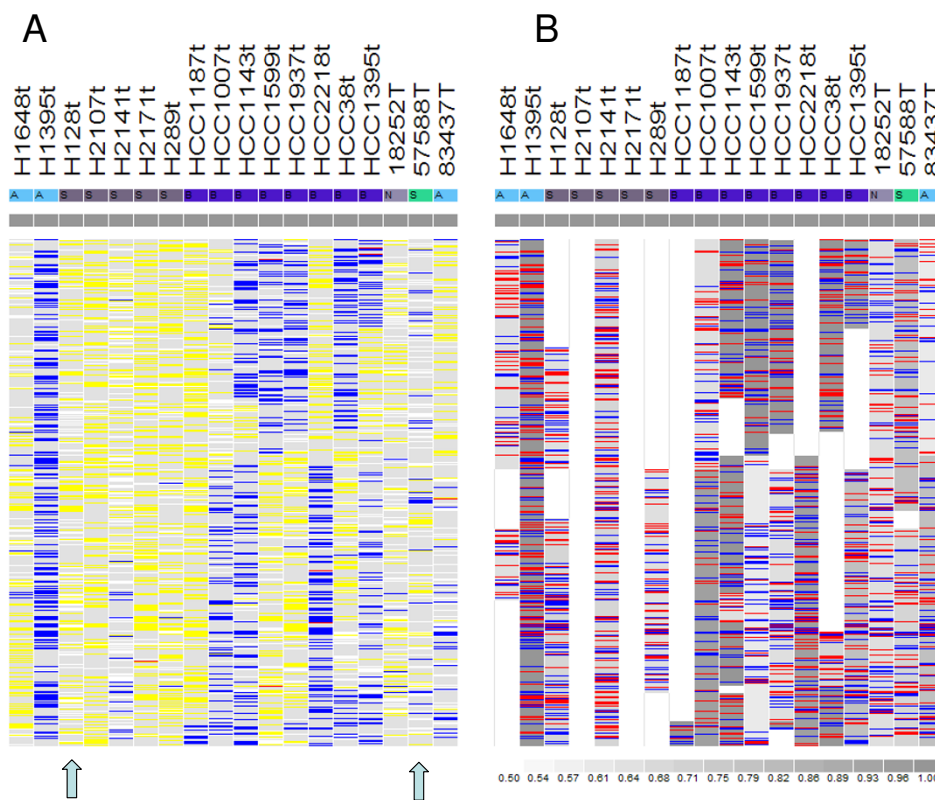 A B
H1648t H1395t H128t H2107t H2141t H2171t H289t HCC1187t HCC1007t HCC1143t HCC1599t HCC1937t HCC2218t HCC38t HCC1395t 18252T 57588T 83437T
H1648t H1395t H128t H2107t H2141t H2171t H289t HCC1187t HCC1007t HCC1143t HCC1599t HCC1937t HCC2218t HCC38t HCC1395t 18252T 57588T 83437T
A A S S S S S B B B B B B B B N S A
A A S S S S S B B B B B B B B N S A
0.50 0.54 0.57 0.61 0.64 0.68 0.71 0.75 0.79 0.82 0.86 0.89 0.93 0.96 1.00